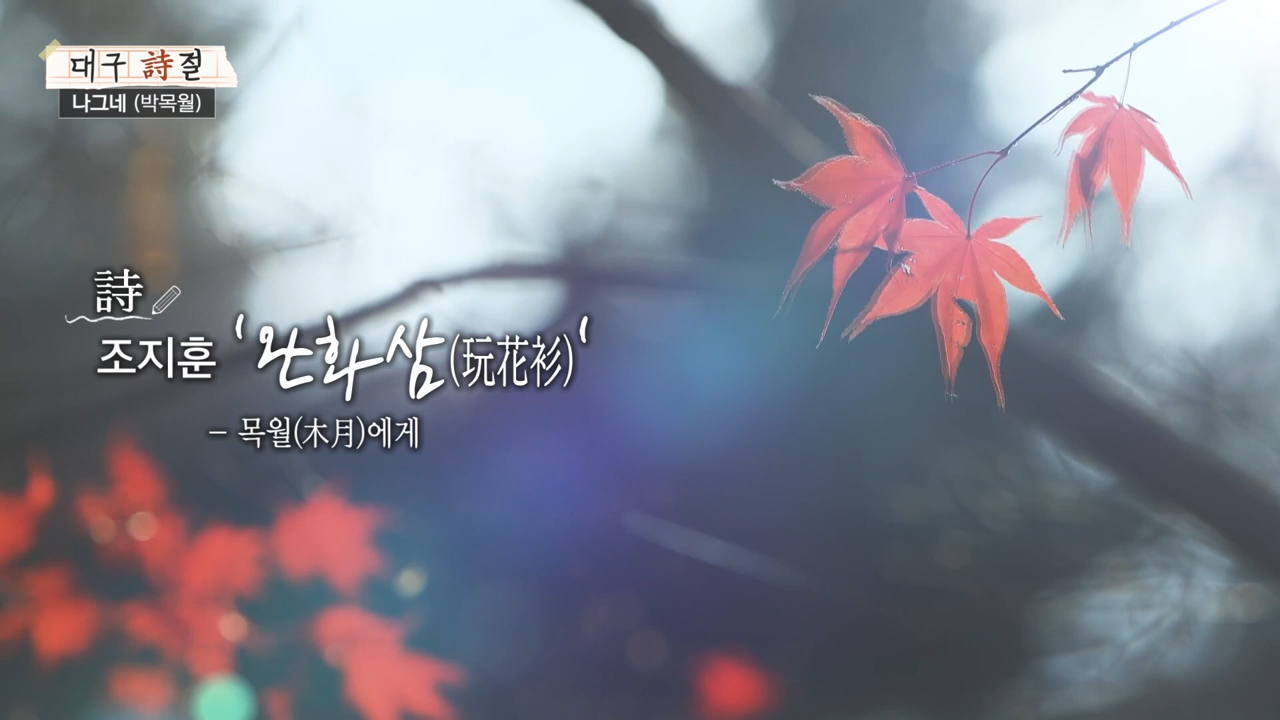 대구 詩절
나그네 (박목월)
詩
조지훈 '완화삼(玩花衫)'
- 목월(木月)에게